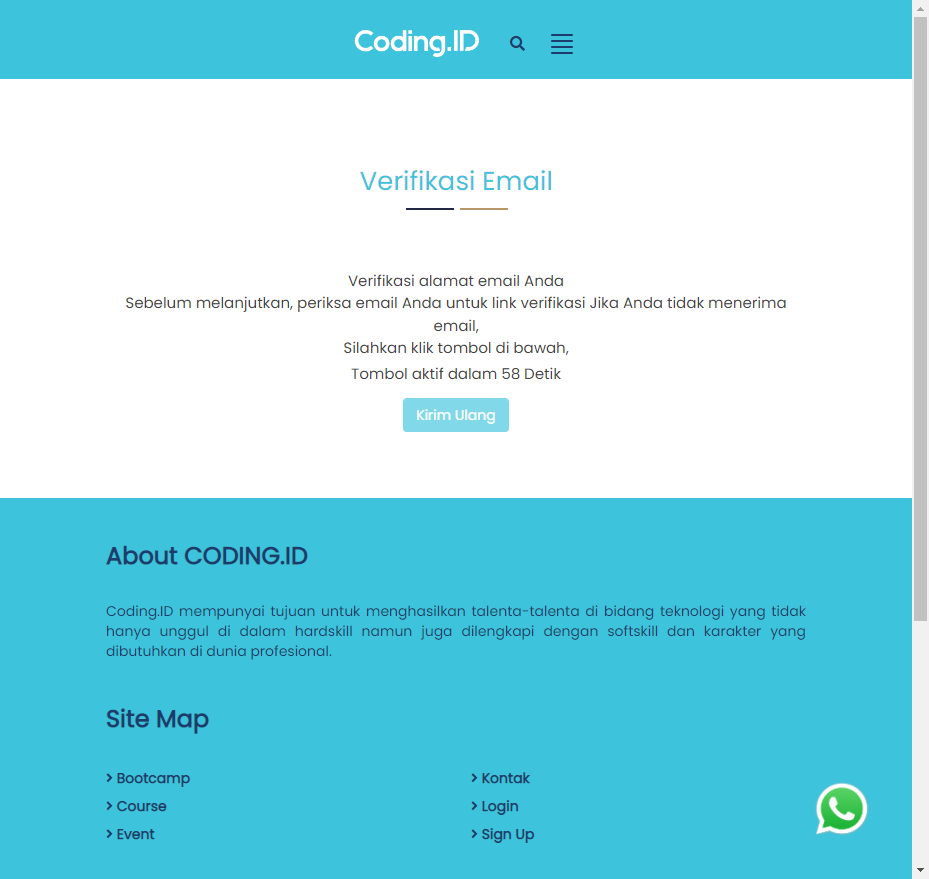 Coding.ID
Verifikasi Email
Verifikasi alamat email Anda
Sebelum melanjutkan, periksa email Anda untuk link verifikasi Jika Anda tidak menerima
email,
Silahkan klik tombol di bawah,
Tombol aktif dalam 58 Detik
Kirim Ulang
About CODING.ID
Coding.ID mempunyai tujuan untuk menghasilkan talenta-talenta di bidang teknologi yang tidak
hanya unggul di dalam hardskill namun juga dilengkapi dengan softskill dan karakter yang
dibutuhkan di dunia profesional.
Site Map
Bootcamp
Course
Event
Kontak
Login
Sign Up